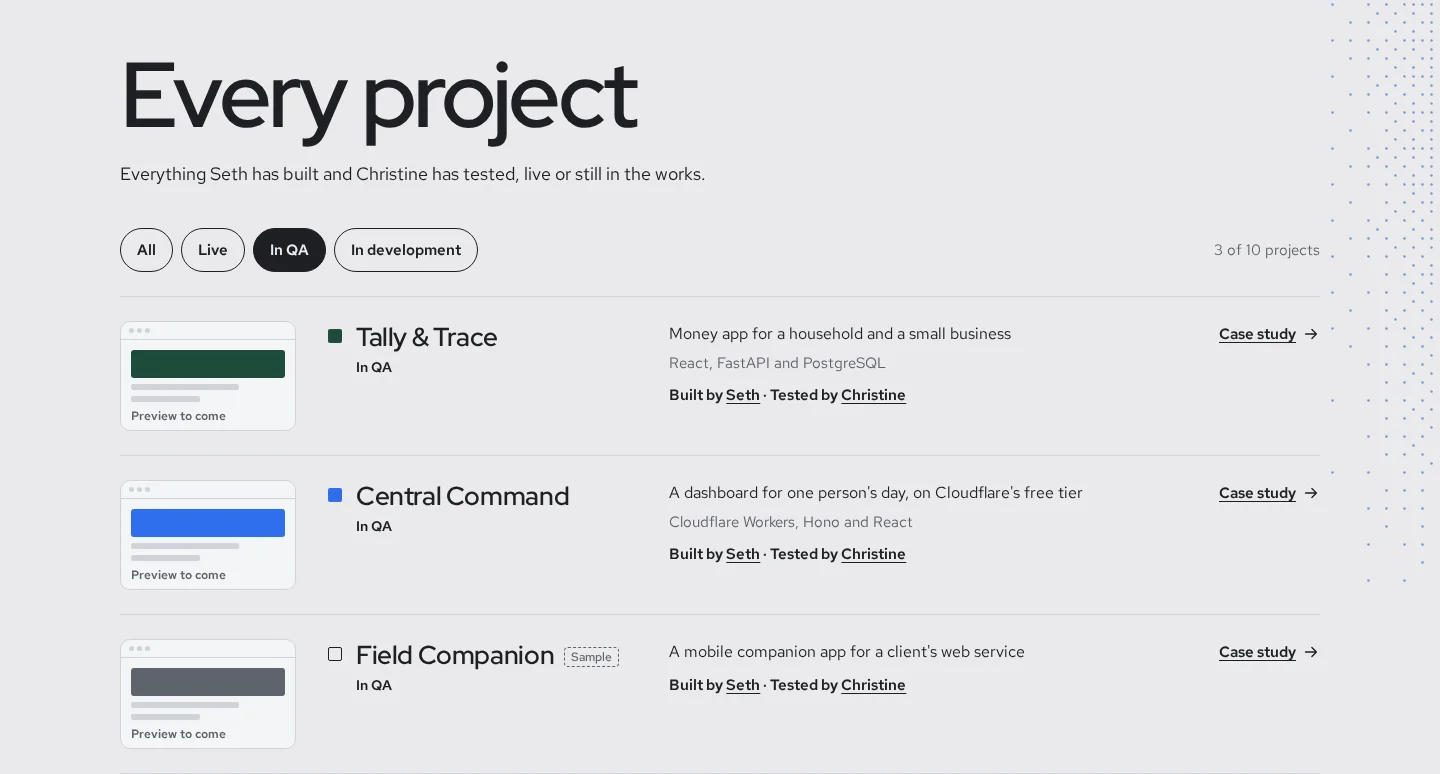 Every project
Everything Seth has built and Christine has tested, live or still in the works.
All
Live
In QA
In development
3 of 10 projects
Preview to come
Tally & Trace
In QA
Money app for a household and a small business
React, FastAPI and PostgreSQL
Built by Seth · Tested by Christine
Case study →
Preview to come
Central Command
In QA
A dashboard for one person's day, on Cloudflare's free tier
Cloudflare Workers, Hono and React
Built by Seth · Tested by Christine
Case study →
Preview to come
Field Companion
Sample
In QA
A mobile companion app for a client's web service
Built by Seth · Tested by Christine
Case study →